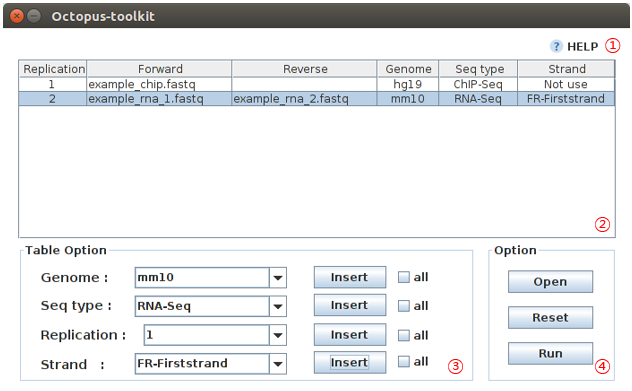 Octopus-toolkit
? HELP ①
Replication Forward Reverse Genome Seq type Strand
1 example_chip.fastq hg19 ChIP-Seq Not use
2 example_rna_1.fastq example_rna_2.fastq mm10 RNA-Seq FR-Firststrand
②
Table Option
Genome : mm10 Insert all
Seq type : RNA-Seq Insert all
Replication : 1 Insert all
Strand : FR-Firststrand Insert all
③
Option
Open
Reset
Run
④